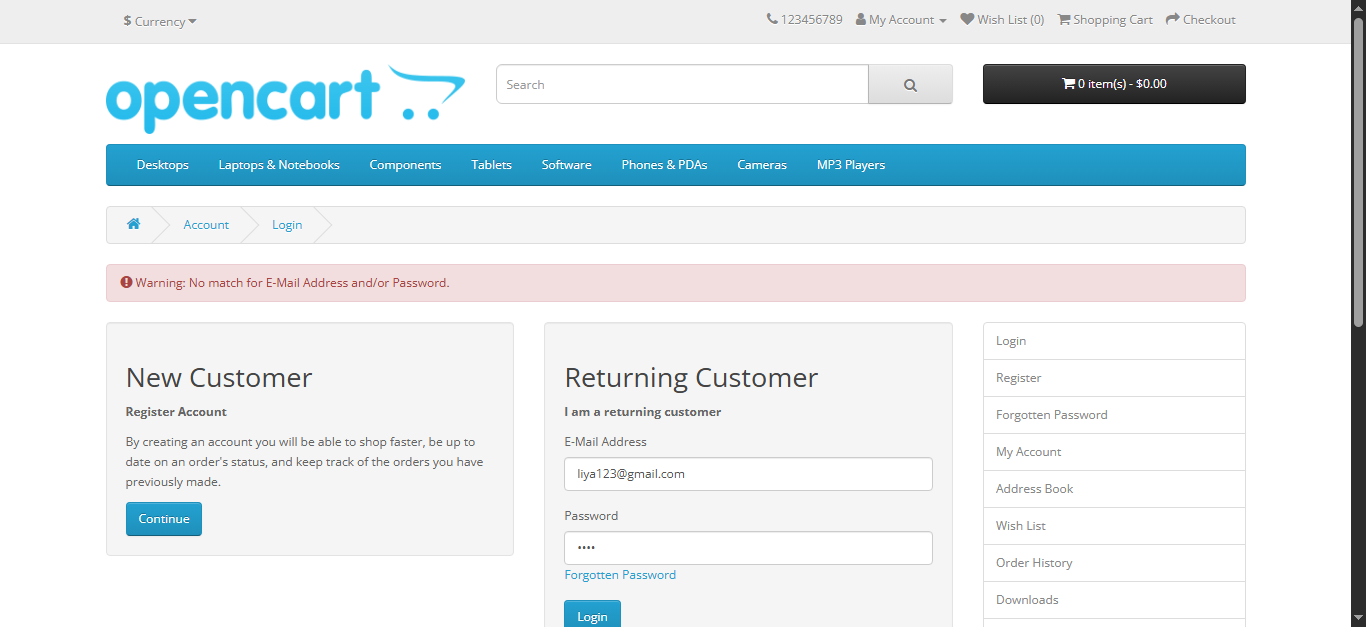 $ Currency
123456789 My Account Wish List (0) Shopping Cart Checkout
opencart
Search
0 item(s) - $0.00
Desktops Laptops & Notebooks Components Tablets Software Phones & PDAs Cameras MP3 Players
Account Login
Warning: No match for E-Mail Address and/or Password.
New Customer
Register Account
By creating an account you will be able to shop faster, be up to
date on an order's status, and keep track of the orders you have
previously made.
Continue
Returning Customer
I am a returning customer
E-Mail Address
liya123@gmail.com
Password
••••
Forgotten Password
Login
Login
Register
Forgotten Password
My Account
Address Book
Wish List
Order History
Downloads